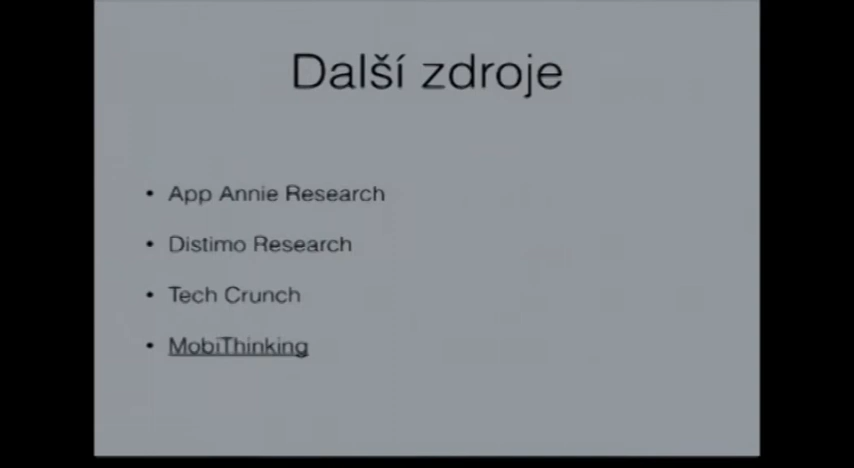 Další zdroje
• App Annie Research
• Distimo Research
• Tech Crunch
• MobiThinking